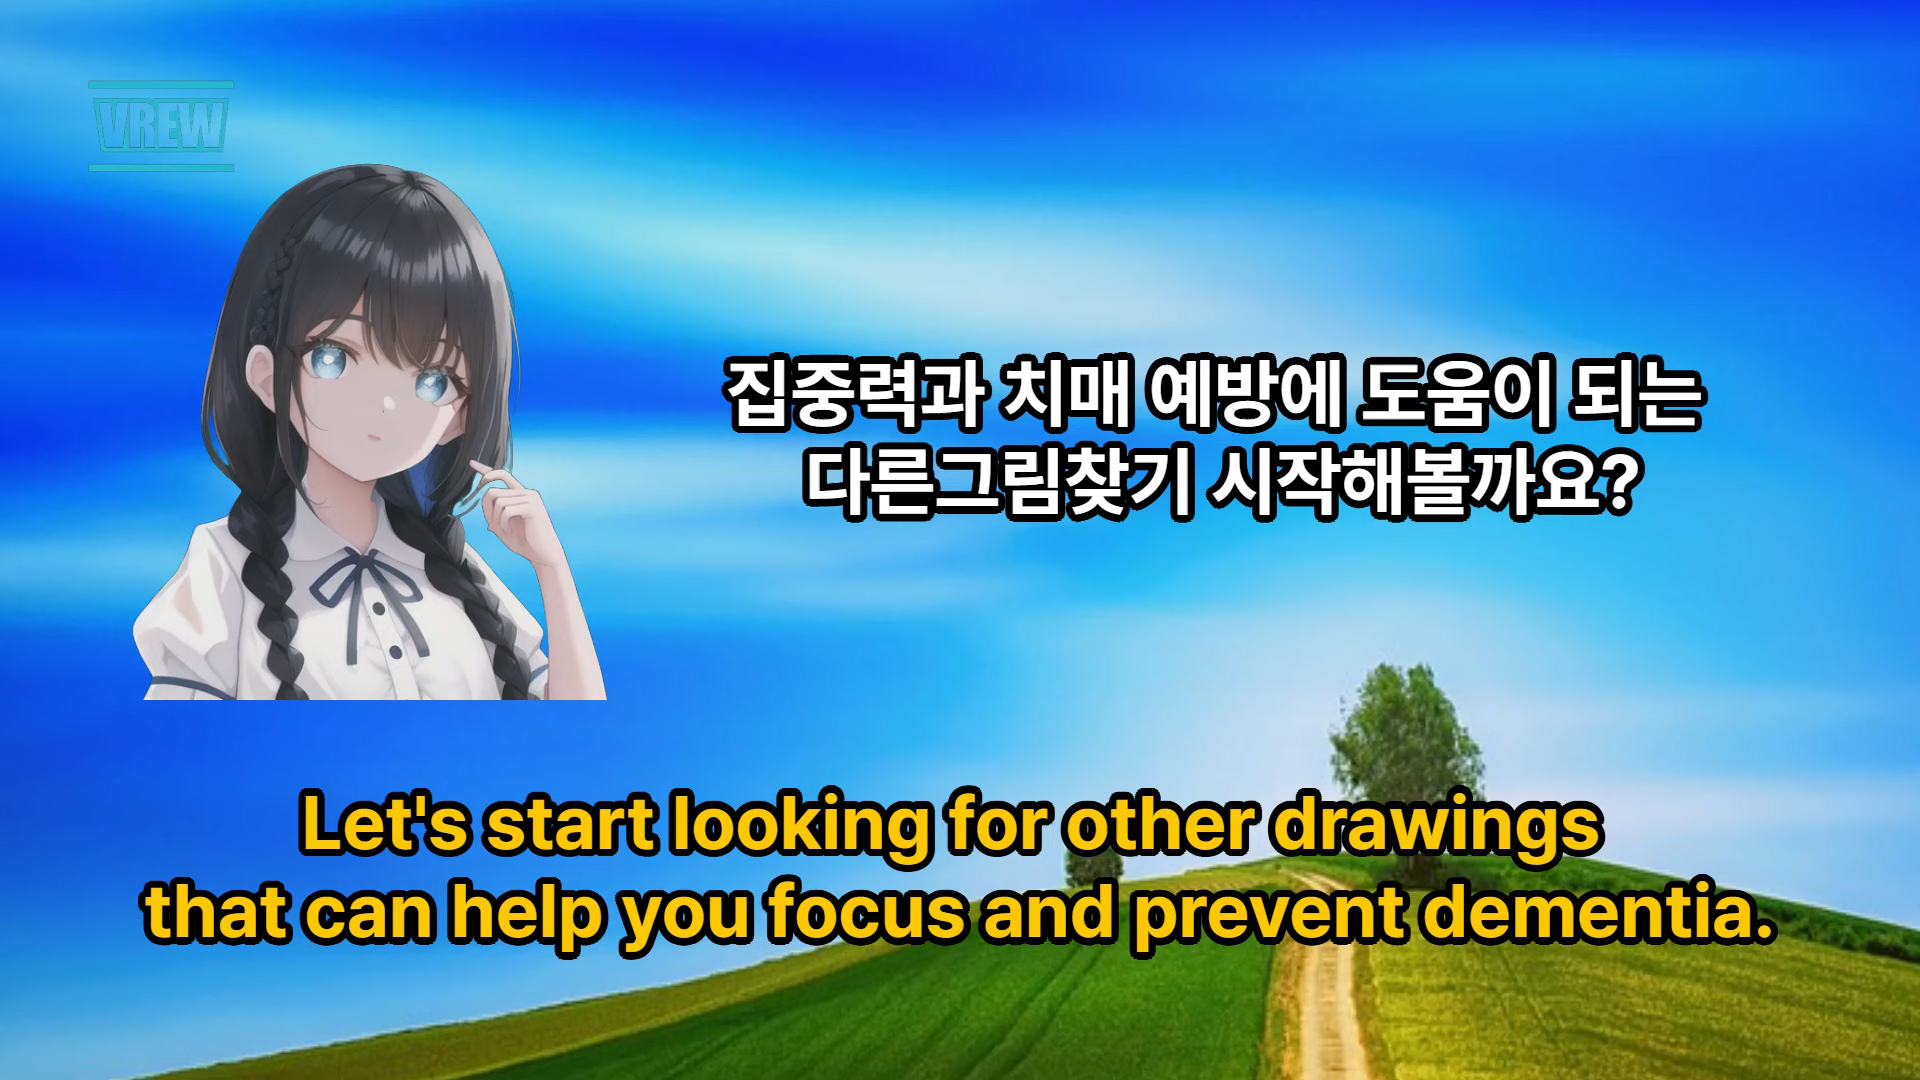 VREW
집중력과 치매 예방에 도움이 되는
다른그림찾기 시작해볼까요?
Let's start looking for other drawings
that can help you focus and prevent dementia.